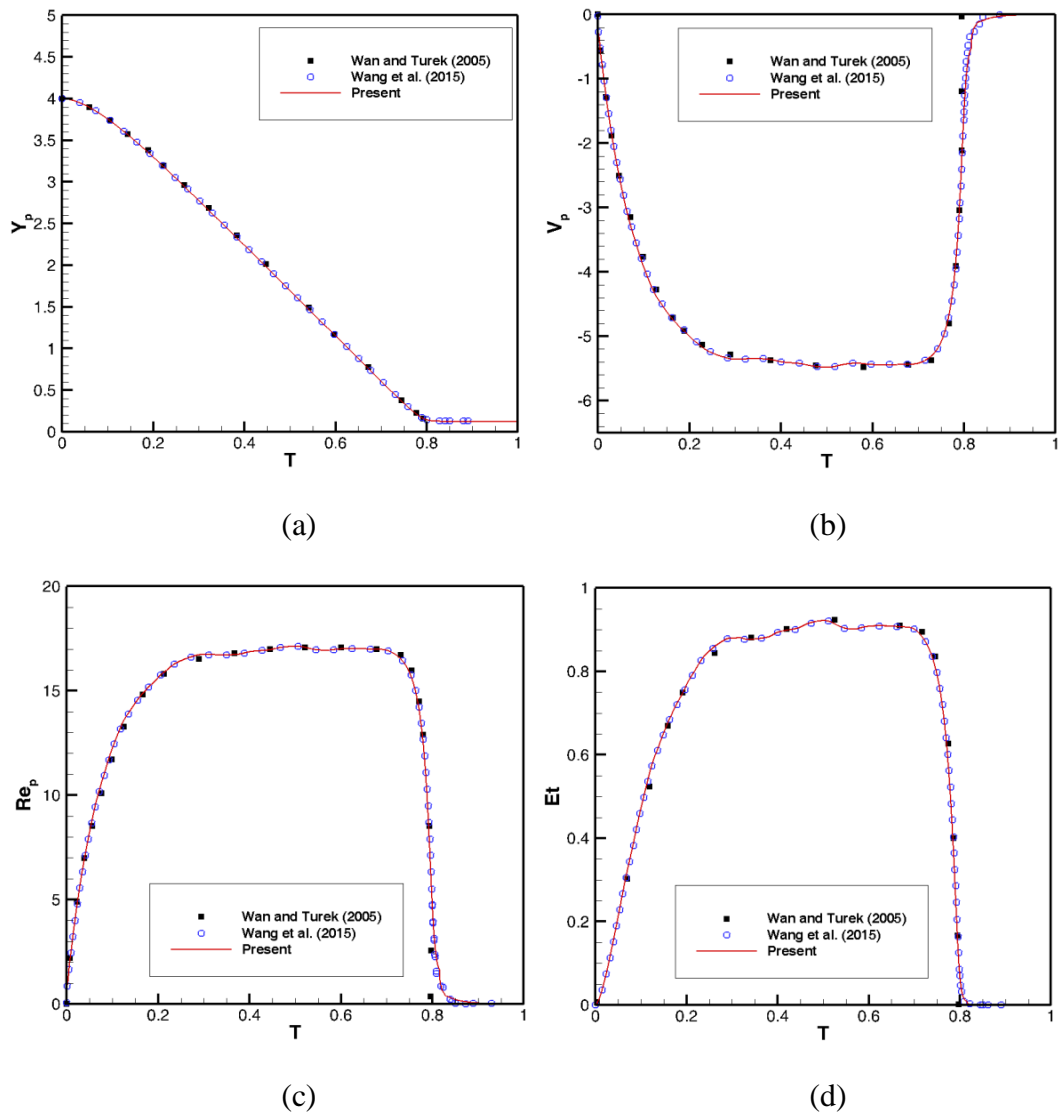 5
4.5
4
3.5
3
2.5
2
1.5
1
0.5
0
0
0.2
0.4
0.6
0.8
1
Y_p
T
Wan and Turek (2005)
Wang et al. (2015)
Present
(a)
0
-1
-2
-3
-4
-5
-6
0
0.2
0.4
0.6
0.8
1
V_p
T
Wan and Turek (2005)
Wang et al. (2015)
Present
(b)
20
15
10
5
0
0
0.2
0.4
0.6
0.8
1
Re_p
T
Wan and Turek (2005)
Wang et al. (2015)
Present
(c)
1
0.8
0.6
0.4
0.2
0
0
0.2
0.4
0.6
0.8
1
Et
T
Wan and Turek (2005)
Wang et al. (2015)
Present
(d)